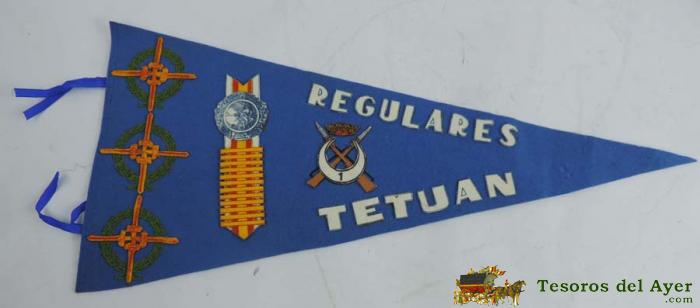 REGULARES
1
TETUAN
Tesoros del Ayer
.com